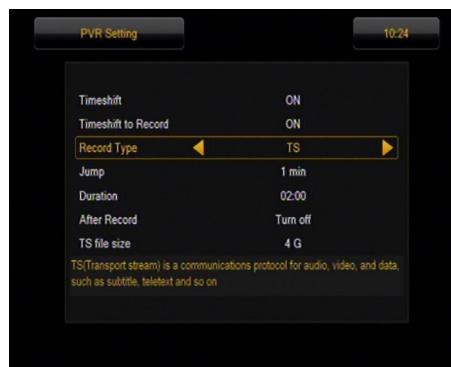 PVR Setting 10:24
Timeshift ON
Timeshift to Record ON
Record Type TS
Jump 1 min
Duration 02:00
After Record Turn off
TS file size 4 G
TS(Transport stream) is a communications protocol for audio, video, and data,
such as subtitle, teletext and so on